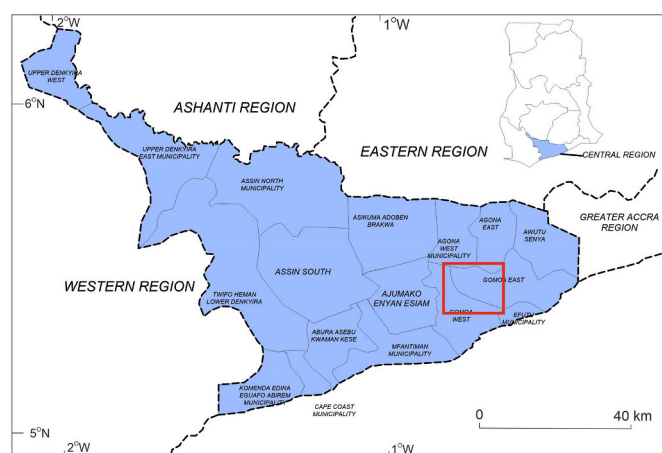 2°W
1°W
UPPER DENKYIRA
WEST
6°N
ASHANTI REGION
EASTERN REGION
CENTRAL REGION
UPPER DENKYIRA
EAST MUNICIPALITY
ASSIN NORTH
MUNICIPALITY
GREATER ACCRA
REGION
ASIKUMA ADOBEN
BRAKWA
AGONA
EAST
AWUTU
SENYA
AGONA
WEST
MUNICIPALITY
WESTERN REGION
ASSIN SOUTH
GOMOA EAST
TWIFO HEMAN
LOWER DENKYIRA
AJUMAKO
ENYAN ESIAM
GOMOA
WEST
EFUTU
MUNICIPALITY
ABURA ASEBU
KWAMAN KESE
MFANTIMAN
MUNICIPALITY
KOMENDA EDINA
EGUAFO ABIREM
MUNICIPALITY
CAPE COAST
MUNICIPALITY
0
40 km
5°N
2°W
1°W